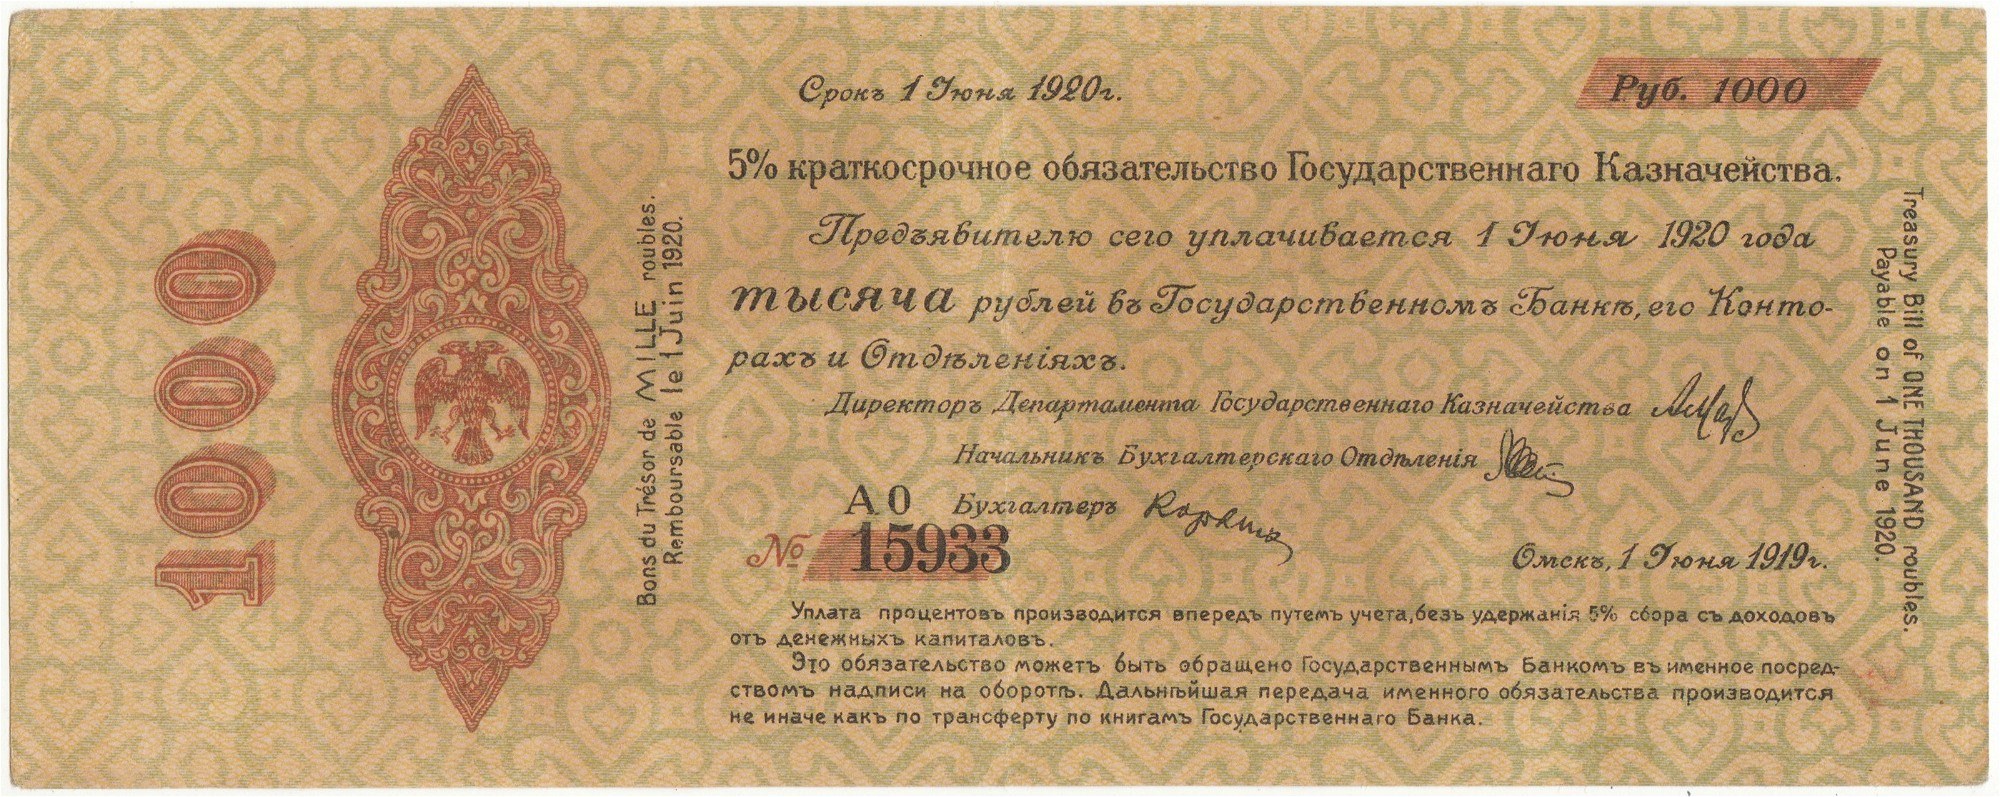 1000
Bons du Trésor de MILLE roubles.
Remboursable le 1 Juin 1920.
Срокъ 1 Июня 1920г.
Руб. 1000
5% краткосрочное обязательство Государственнаго Казначейства.
Предъявителю сего уплачивается 1 Июня 1920 года
тысяча рублей въ Государственномъ Банкѣ, его Конто-
рахъ и Отдѣленіяхъ.
Директоръ Департамента Государственнаго Казначейства
Начальникъ Бухгалтерскаго Отдѣленія
АО Бухгалтеръ
№ 15933
Омскъ, 1 Июня 1919г.
Уплата процентовъ производится впередъ путемъ учета, безъ удержанія 5% сбора съ доходовъ
отъ денежныхъ капиталовъ.
Это обязательство можетъ быть обращено Государственнымъ Банкомъ въ именное посред-
ствомъ надписи на оборотѣ. Дальнѣйшая передача именного обязательства производится
не иначе какъ по трансферту по книгамъ Государственнаго Банка.
Treasury Bill of ONE THOUSAND roubles.
Payable on 1 June 1920.